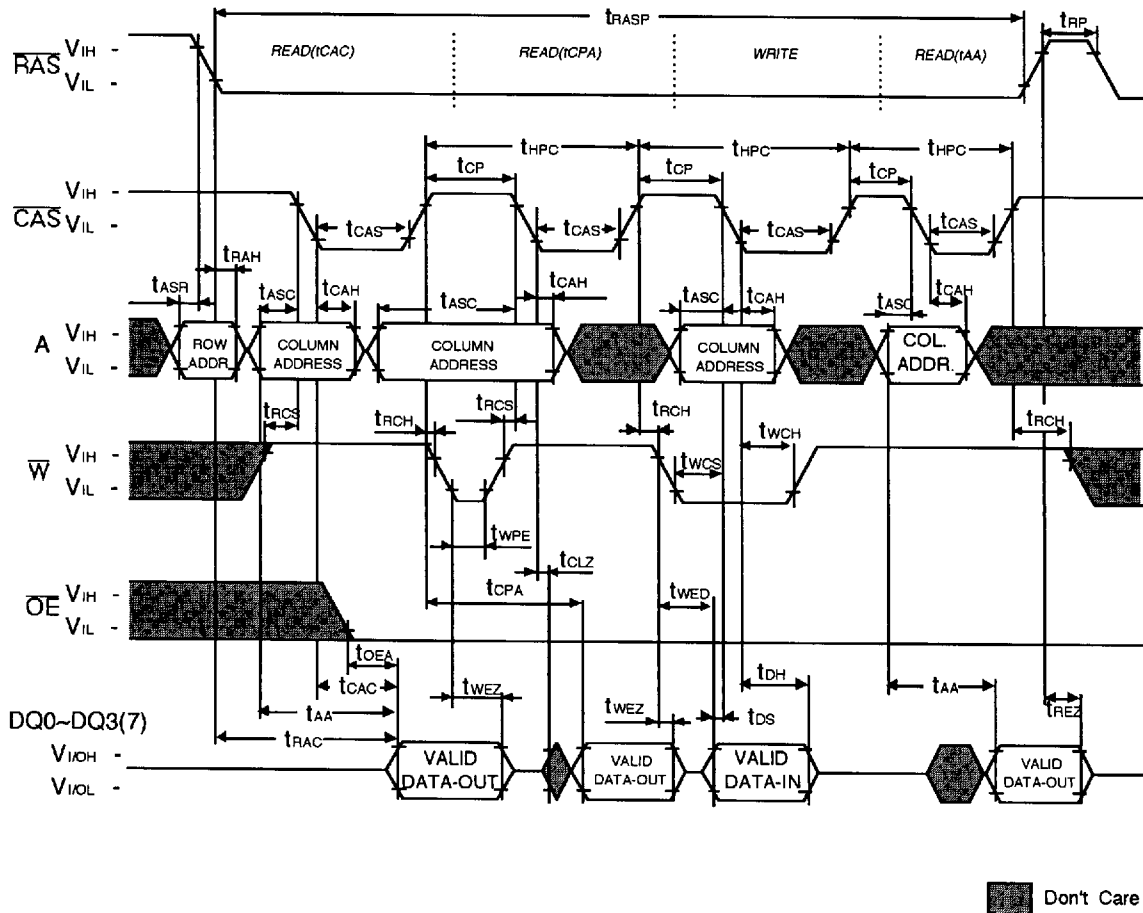 tRASP
tRP
READ(tCAC) READ(tCPA) WRITE READ(tAA)
RAS
VIH -
VIL -
tHPC tHPC tHPC
tCP tCP tCP
CAS
VIH -
VIL -
tCAS tCAS tCAS tCAS
tRAH
tASR tASC tCAH tASC tCAH tASC tCAH tASC tCAH
A
VIH -
VIL -
ROW ADDR.
COLUMN ADDRESS
COLUMN ADDRESS
COLUMN ADDRESS
COL. ADDR.
tRCS tRCH tRCS tRCH tWCH tRCH
W
VIH -
VIL -
tWCS
tWPE
tCLZ
tCPA tWED
OE
VIH -
VIL -
tOEA
tCAC tWEZ tDH
tAA tWEZ tDS tAA tREZ
DQ0~DQ3(7)
tRAC
VI/OH -
VI/OL -
VALID DATA-OUT
VALID DATA-OUT
VALID DATA-IN
VALID DATA-OUT
Don't Care